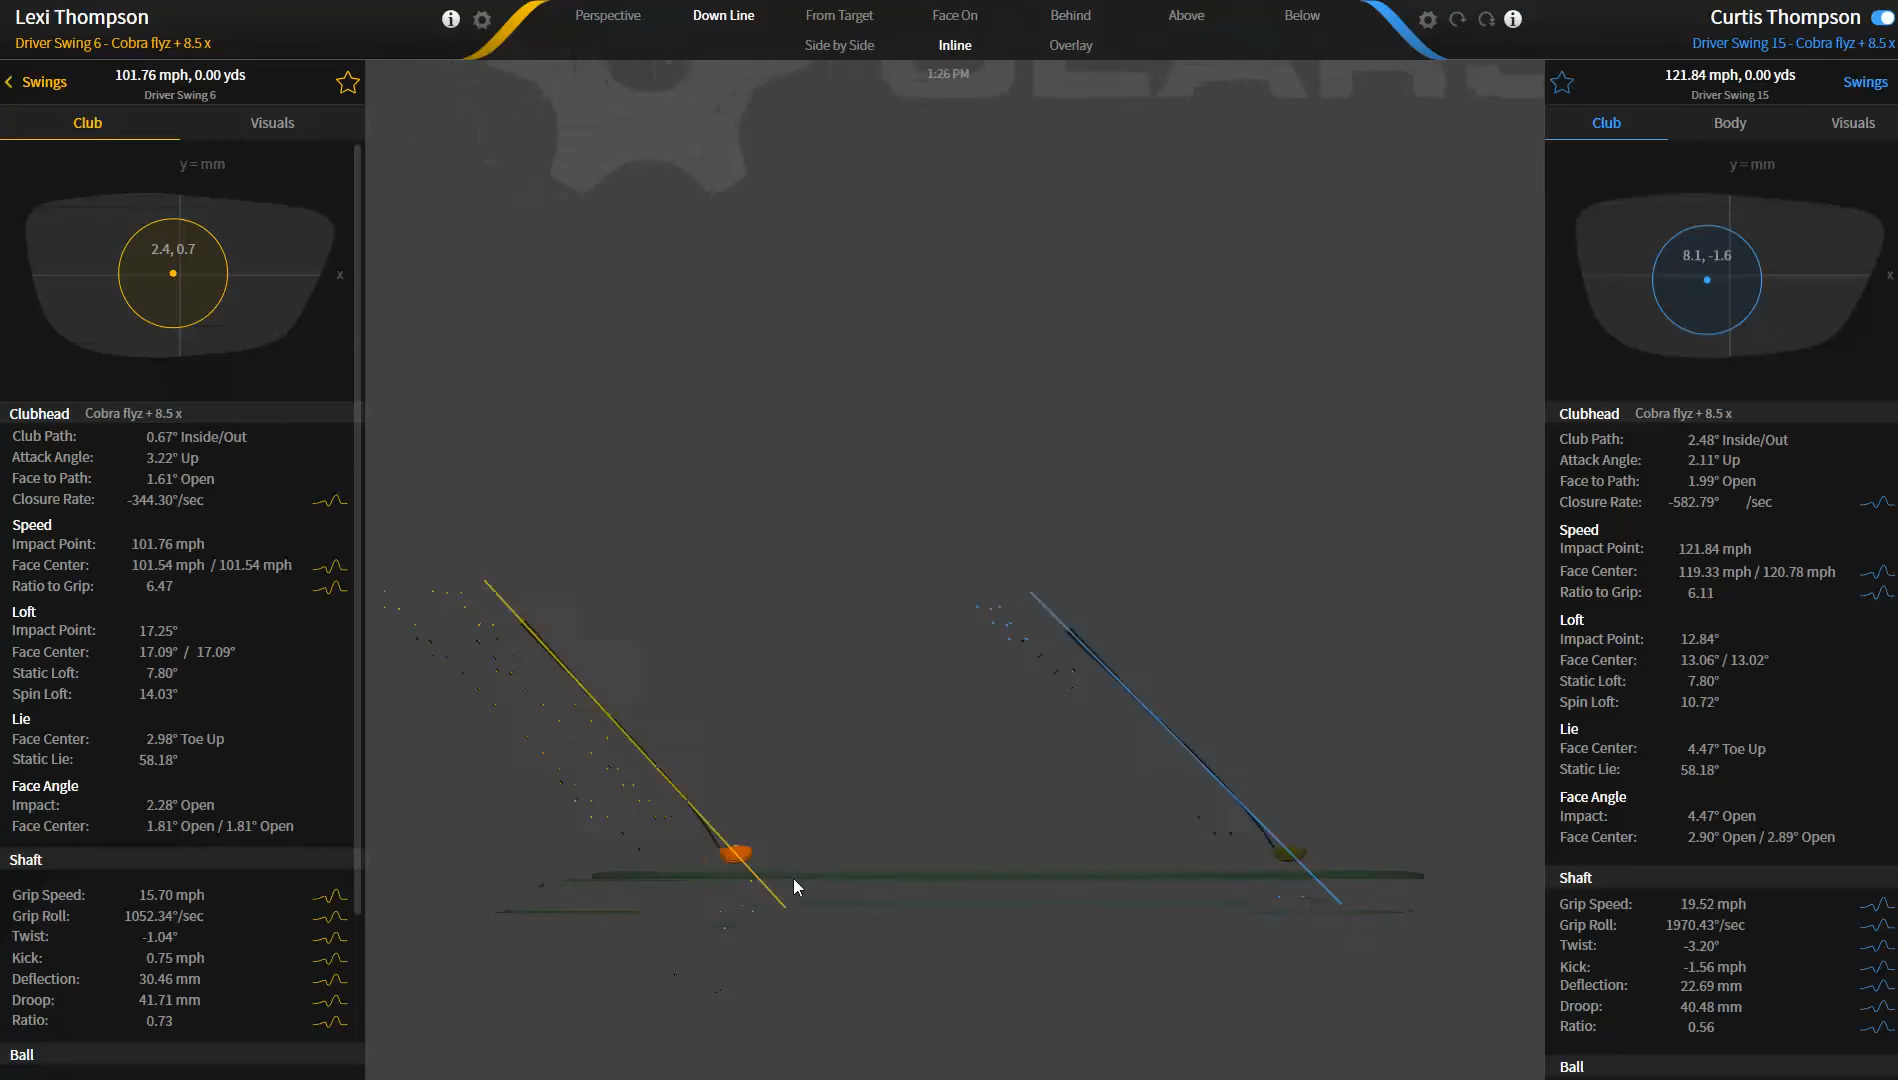 Lexi Thompson
Driver Swing 6 - Cobra flyz + 8.5 x
Perspective Down Line From Target Face On Behind Above Below
Side by Side Inline Overlay
Curtis Thompson
Driver Swing 15 - Cobra flyz + 8.5 x
1:26 PM
Swings
101.76 mph, 0.00 yds
Driver Swing 6
Club Visuals
y = mm
2.4, 0.7
x
Clubhead Cobra flyz + 8.5 x
Club Path: 0.67° Inside/Out
Attack Angle: 3.22° Up
Face to Path: 1.61° Open
Closure Rate: -344.30°/sec
Speed
Impact Point: 101.76 mph
Face Center: 101.54 mph / 101.54 mph
Ratio to Grip: 6.47
Loft
Impact Point: 17.25°
Face Center: 17.09° / 17.09°
Static Loft: 7.80°
Spin Loft: 14.03°
Lie
Face Center: 2.98° Toe Up
Static Lie: 58.18°
Face Angle
Impact: 2.28° Open
Face Center: 1.81° Open / 1.81° Open
Shaft
Grip Speed: 15.70 mph
Grip Roll: 1052.34°/sec
Twist: -1.04°
Kick: 0.75 mph
Deflection: 30.46 mm
Droop: 41.71 mm
Ratio: 0.73
Ball
121.84 mph, 0.00 yds
Driver Swing 15
Swings
Club Body Visuals
y = mm
8.1, -1.6
x
Clubhead Cobra flyz + 8.5 x
Club Path: 2.48° Inside/Out
Attack Angle: 2.11° Up
Face to Path: 1.99° Open
Closure Rate: -582.79° /sec
Speed
Impact Point: 121.84 mph
Face Center: 119.33 mph / 120.78 mph
Ratio to Grip: 6.11
Loft
Impact Point: 12.84°
Face Center: 13.06° / 13.02°
Static Loft: 7.80°
Spin Loft: 10.72°
Lie
Face Center: 4.47° Toe Up
Static Lie: 58.18°
Face Angle
Impact: 4.47° Open
Face Center: 2.90° Open / 2.89° Open
Shaft
Grip Speed: 19.52 mph
Grip Roll: 1970.43°/sec
Twist: -3.20°
Kick: -1.56 mph
Deflection: 22.69 mm
Droop: 40.48 mm
Ratio: 0.56
Ball